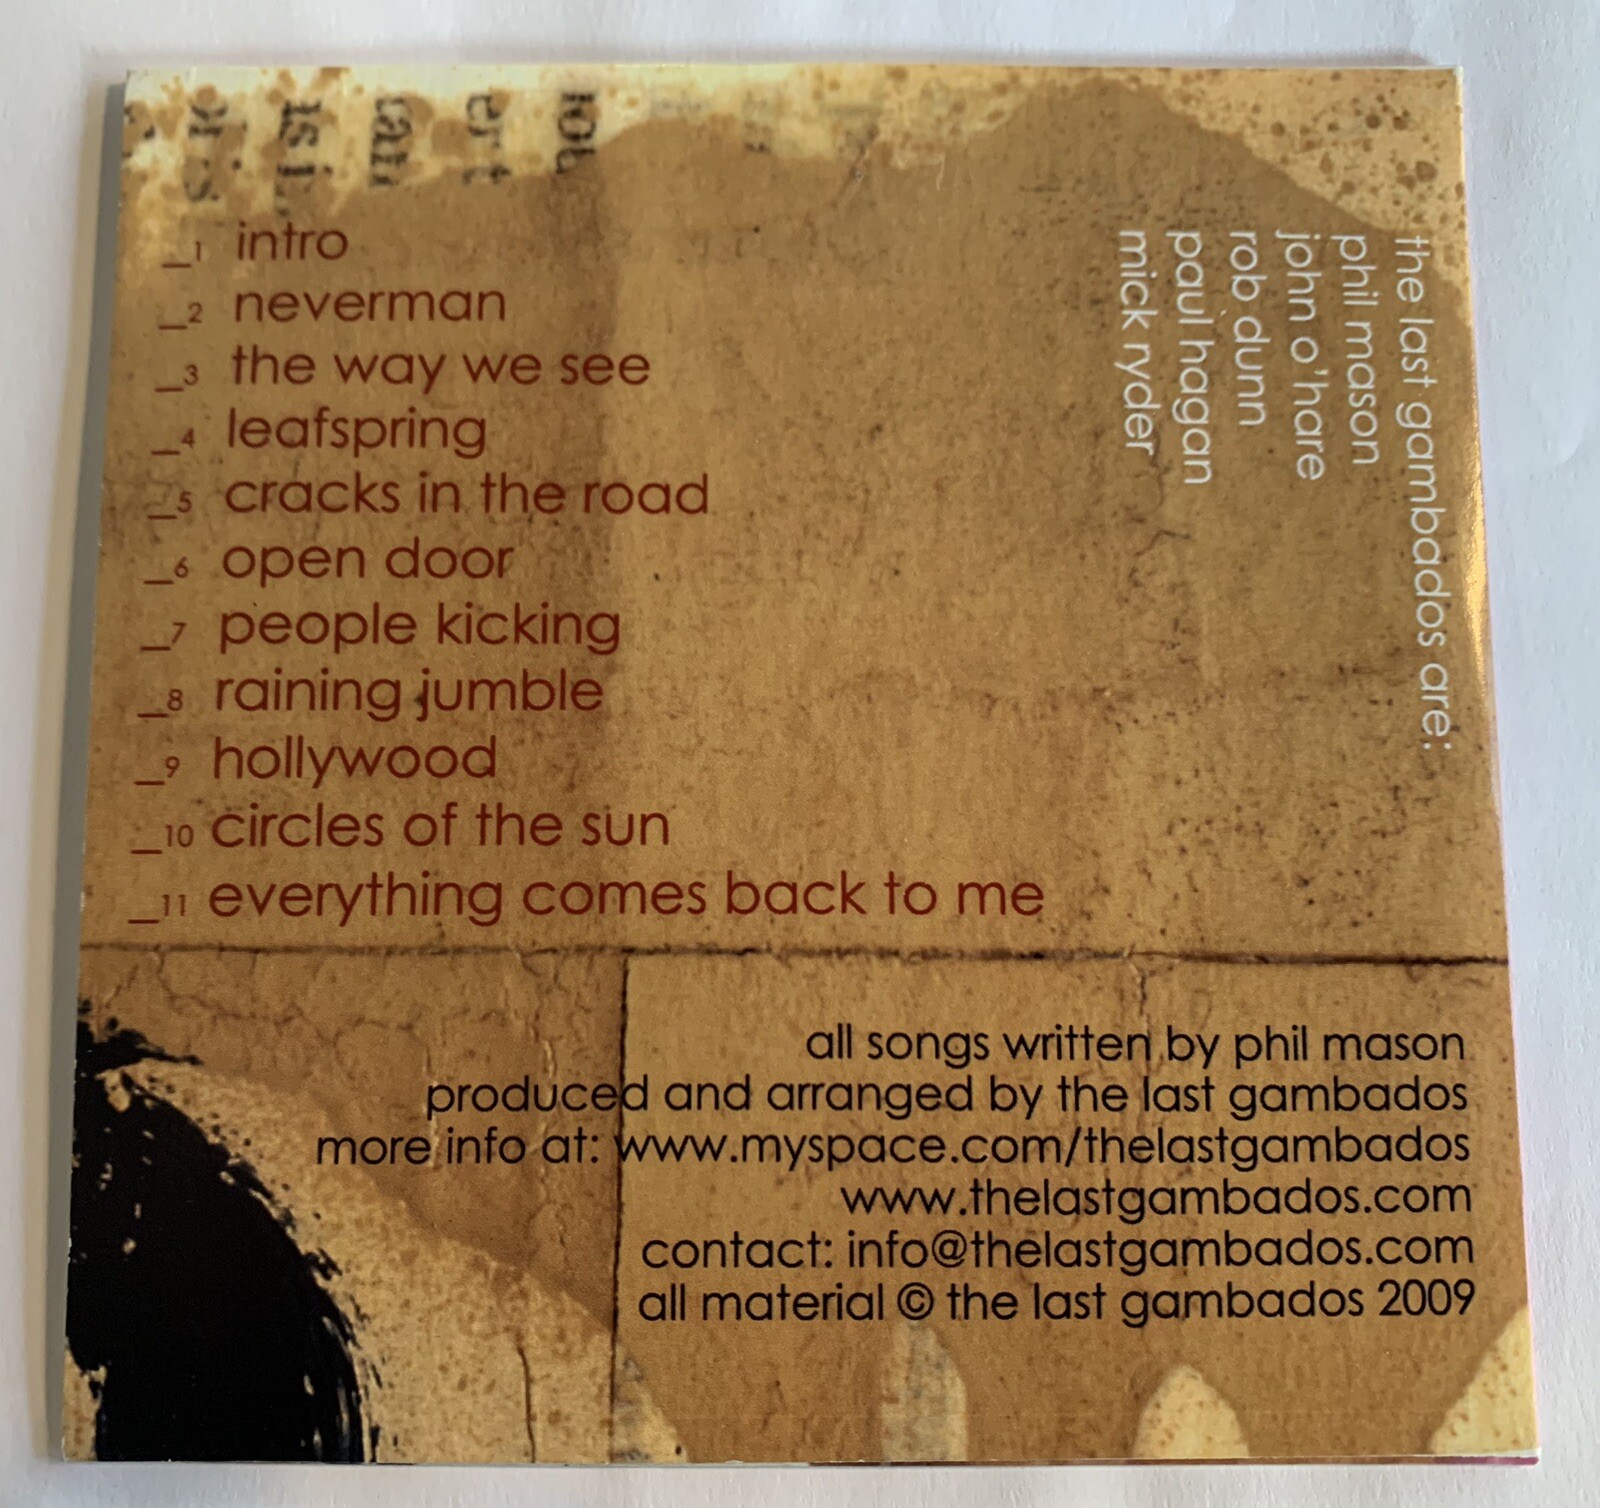 _1 intro
_2 neverman
_3 the way we see
_4 leafspring
_5 cracks in the road
_6 open door
_7 people kicking
_8 raining jumble
_9 hollywood
_10 circles of the sun
_11 everything comes back to me
the last gambados are:
phil mason
john o'hare
rob dunn
paul hagan
mick ryder
all songs written by phil mason
produced and arranged by the last gambados
more info at: www.myspace.com/thelastgambados
www.thelastgambados.com
contact: info@thelastgambados.com
all material © the last gambados 2009